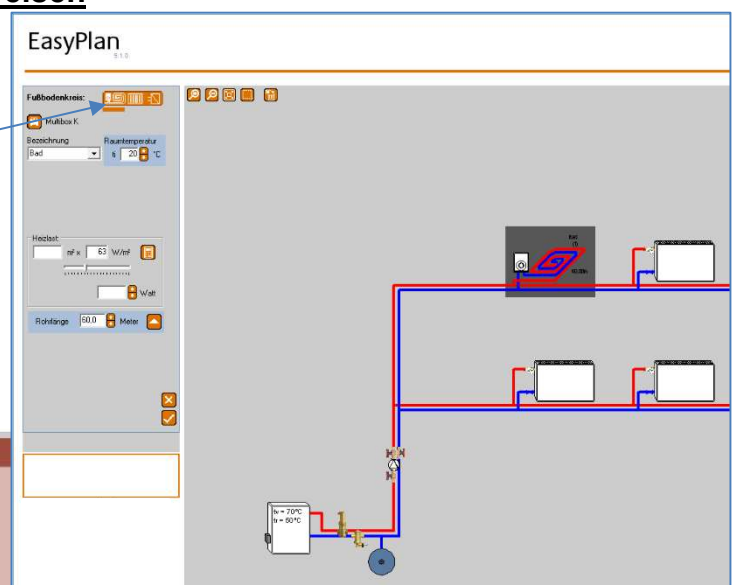 EasyPlan
Fußbodenkreis:
Multibox K
Bezeichnung
Raumtemperatur
Bad
ti 20 °C
Heizlast:
m² x 63 W/m²
Watt
Rohrlänge 60,0 Meter
tv = 70°C
tr = 50°C